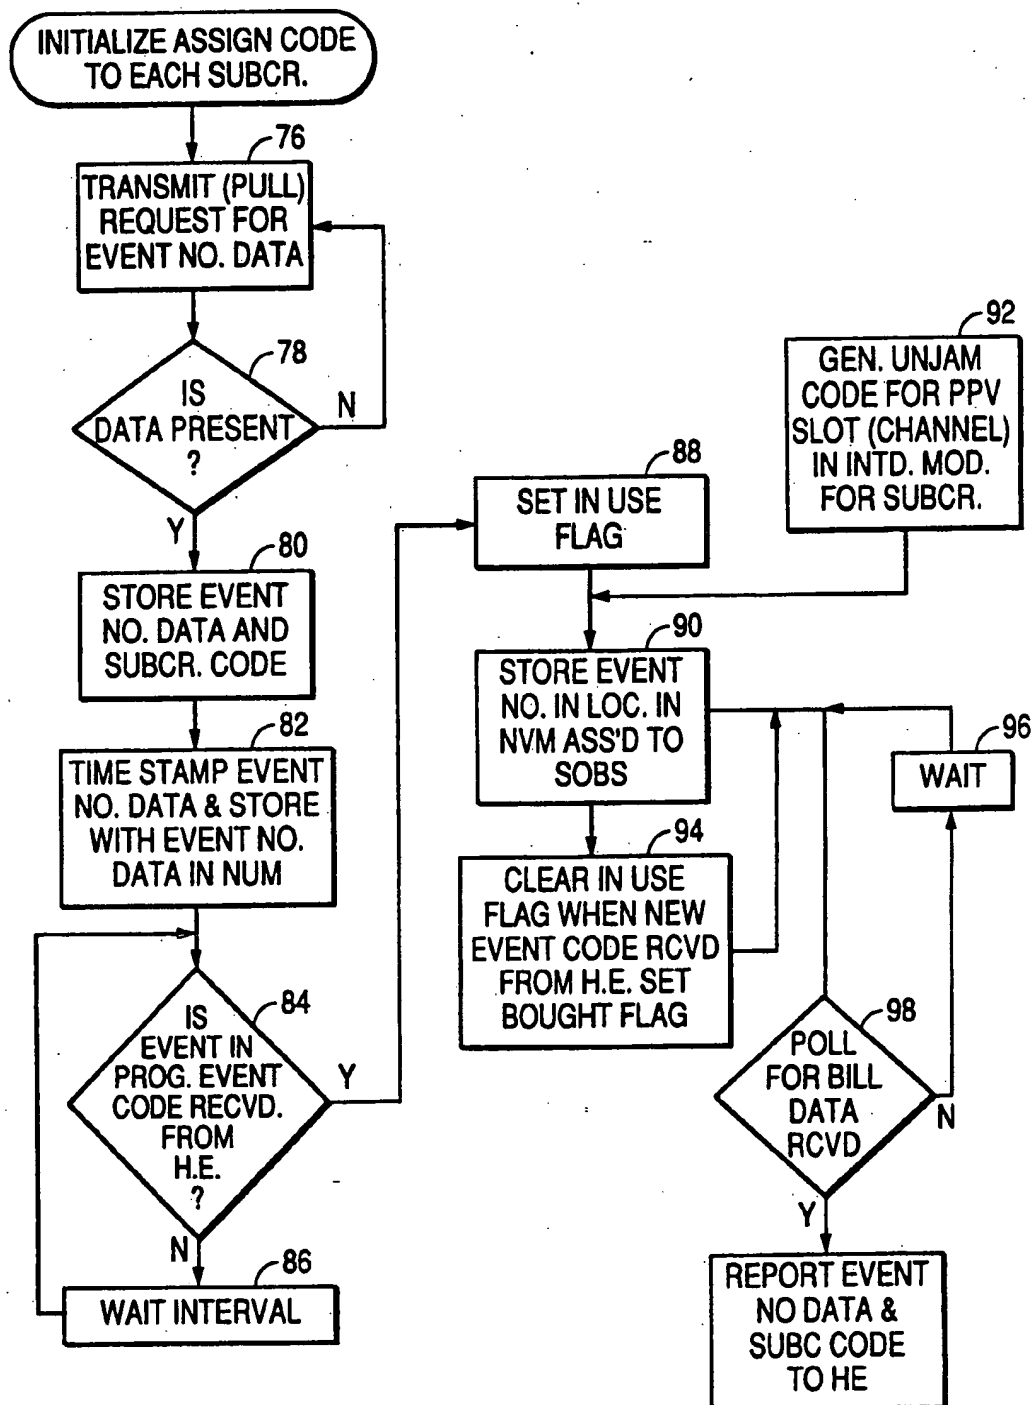 INITIALIZE ASSIGN CODE
TO EACH SUBCR.
76
TRANSMIT (PULL)
REQUEST FOR
EVENT NO. DATA
78
IS
DATA PRESENT
?
N
Y
80
STORE EVENT
NO. DATA AND
SUBCR. CODE
82
TIME STAMP EVENT
NO. DATA & STORE
WITH EVENT NO.
DATA IN NUM
84
IS
EVENT IN
PROG. EVENT
CODE RECVD.
FROM
H.E.
?
Y
N
86
WAIT INTERVAL
88
SET IN USE
FLAG
92
GEN. UNJAM
CODE FOR PPV
SLOT (CHANNEL)
IN INTD. MOD.
FOR SUBCR.
90
STORE EVENT
NO. IN LOC. IN
NVM ASS'D TO
SOBS
94
CLEAR IN USE
FLAG WHEN NEW
EVENT CODE RCVD
FROM H.E. SET
BOUGHT FLAG
96
WAIT
98
POLL
FOR BILL
DATA
RCVD
N
Y
REPORT EVENT
NO DATA &
SUBC CODE
TO HE